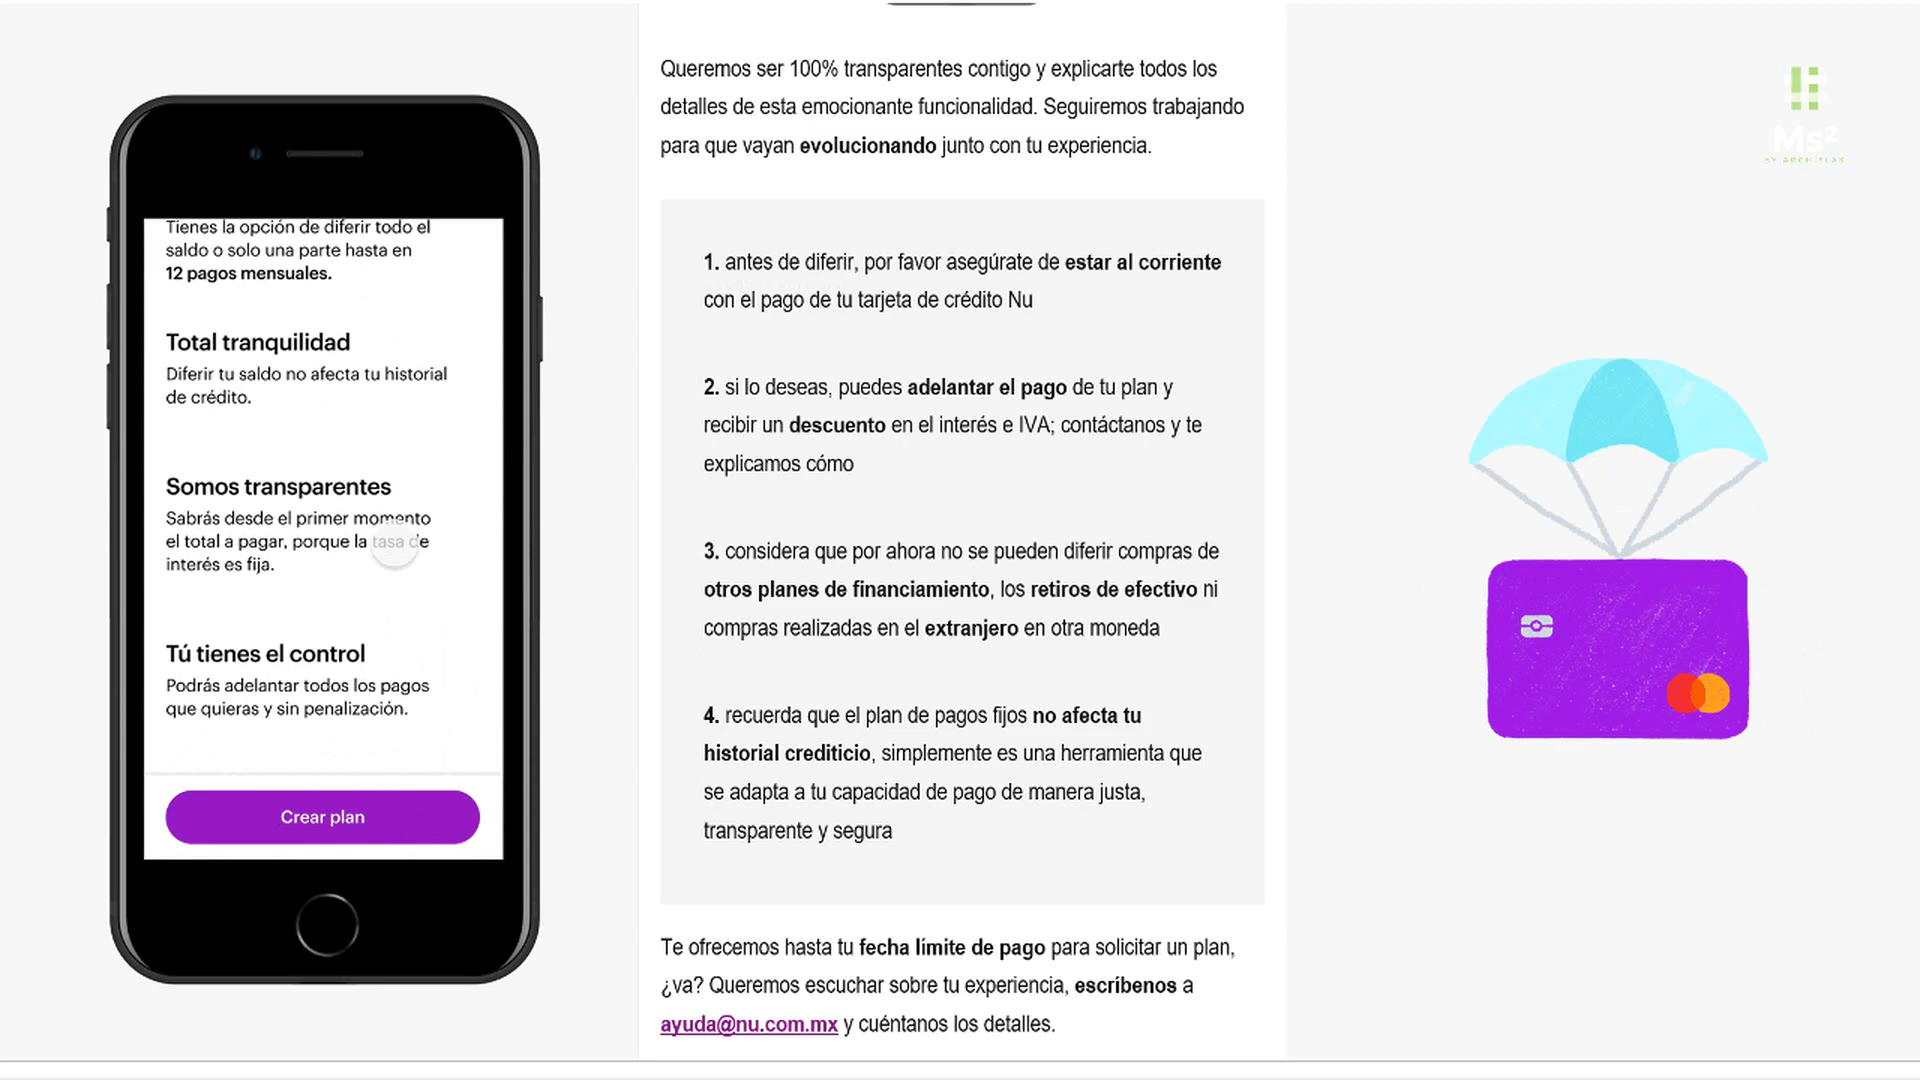 Tienes la opción de diferir todo el
saldo o solo una parte hasta en
12 pagos mensuales.
Total tranquilidad
Diferir tu saldo no afecta tu historial
de crédito.
Somos transparentes
Sabrás desde el primer momento
el total a pagar, porque la tasa de
interés es fija.
Tú tienes el control
Podrás adelantar todos los pagos
que quieras y sin penalización.
Crear plan
Queremos ser 100% transparentes contigo y explicarte todos los
detalles de esta emocionante funcionalidad. Seguiremos trabajando
para que vayan evolucionando junto con tu experiencia.
1. antes de diferir, por favor asegúrate de estar al corriente
con el pago de tu tarjeta de crédito Nu
2. si lo deseas, puedes adelantar el pago de tu plan y
recibir un descuento en el interés e IVA; contáctanos y te
explicamos cómo
3. considera que por ahora no se pueden diferir compras de
otros planes de financiamiento, los retiros de efectivo ni
compras realizadas en el extranjero en otra moneda
4. recuerda que el plan de pagos fijos no afecta tu
historial crediticio, simplemente es una herramienta que
se adapta a tu capacidad de pago de manera justa,
transparente y segura
Te ofrecemos hasta tu fecha límite de pago para solicitar un plan,
¿va? Queremos escuchar sobre tu experiencia, escríbenos a
ayuda@nu.com.mx y cuéntanos los detalles.
Ms²